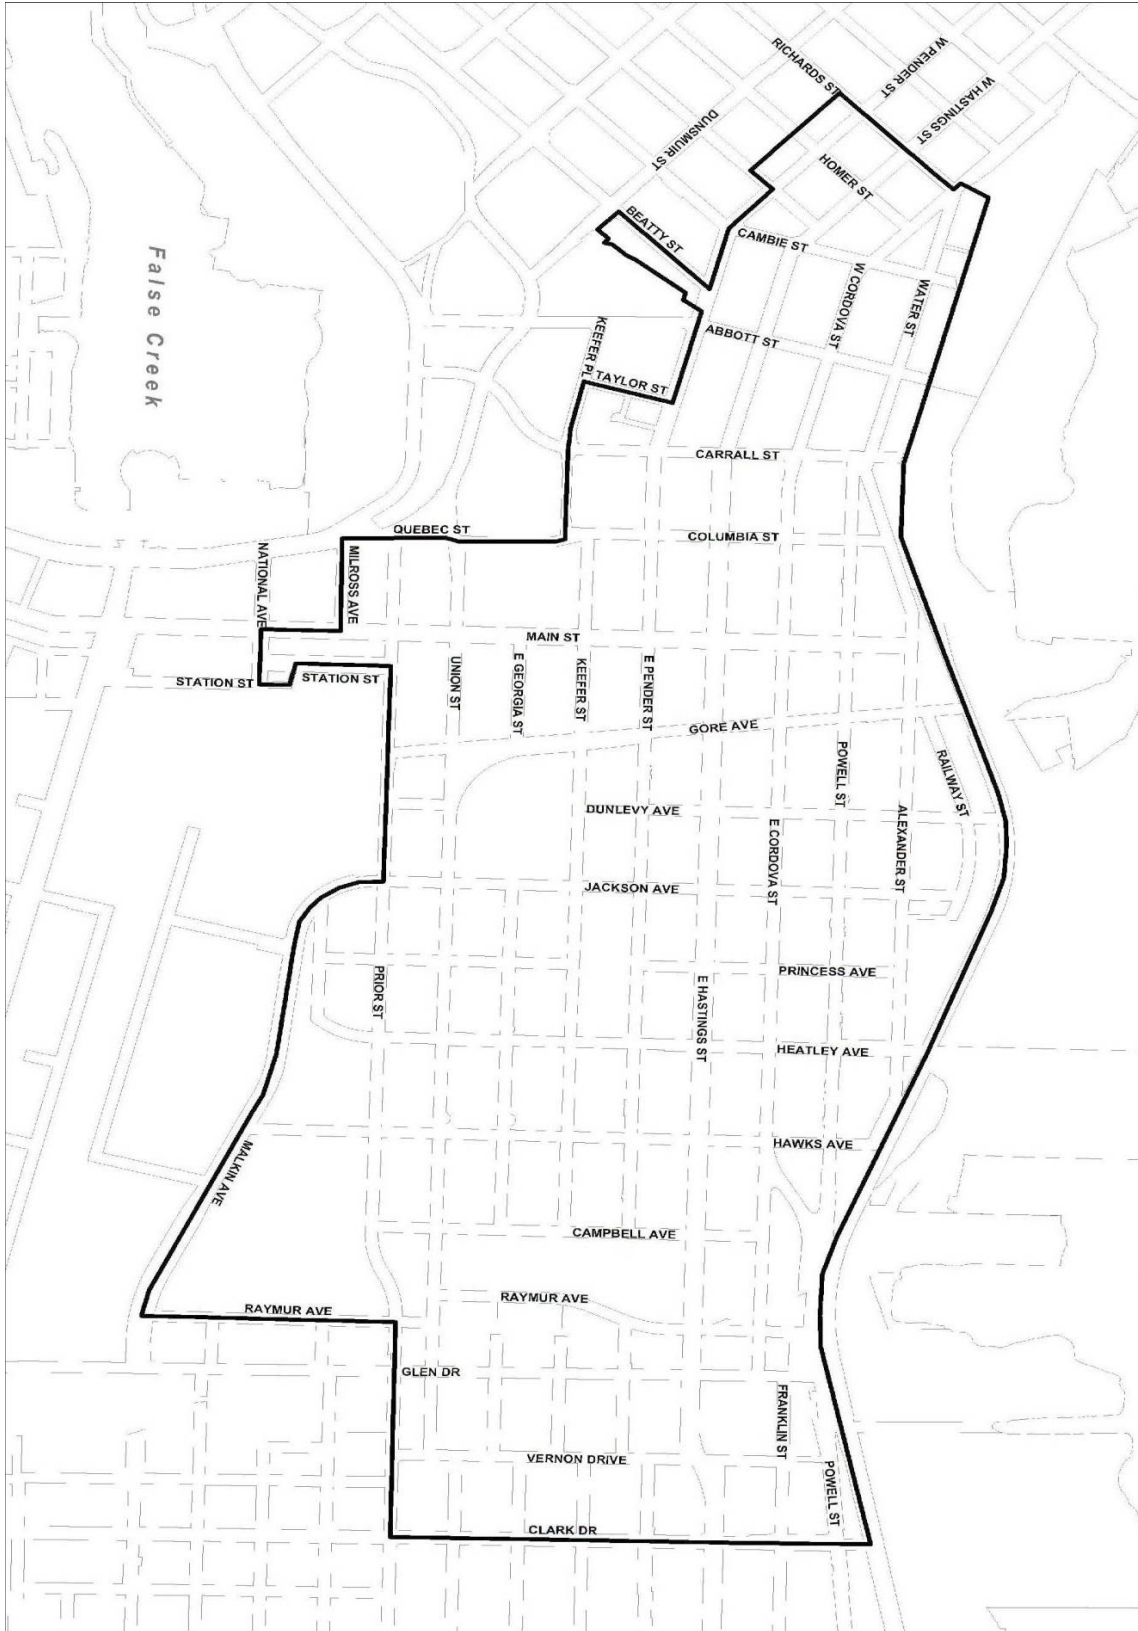 RICHARDS ST
W PENDER ST
W HASTINGS ST
DUNSMUIR ST
HOMER ST
BEATTY ST
CAMBIE ST
False Creek
W CORDOVA ST
WATER ST
KEEFER PL
ABBOTT ST
TAYLOR ST
CARRALL ST
QUEBEC ST
COLUMBIA ST
NATIONAL AVE
MILROSS AVE
MAIN ST
STATION ST
STATION ST
UNION ST
E GEORGIA ST
KEEFER ST
E PENDER ST
GORE AVE
POWELL ST
RAILWAY ST
DUNLEVY AVE
E CORDOVA ST
ALEXANDER ST
JACKSON AVE
PRIOR ST
E HASTINGS ST
PRINCESS AVE
HEATLEY AVE
HAWKS AVE
MALKIN AVE
CAMPBELL AVE
RAYMUR AVE
RAYMUR AVE
GLEN DR
FRANKLIN ST
VERNON DRIVE
POWELL ST
CLARK DR